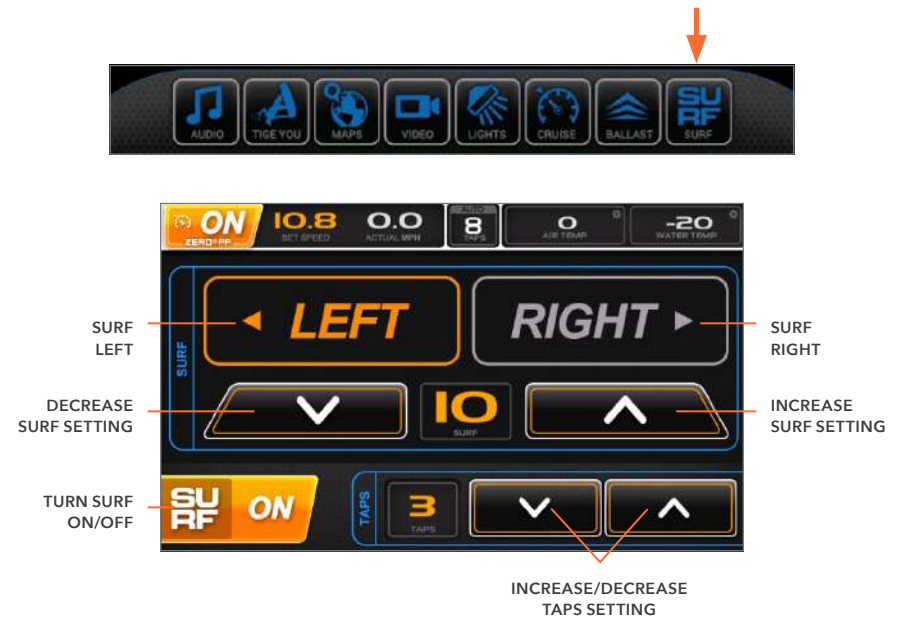 AUDIO
TIGE YOU
MAPS
VIDEO
LIGHTS
CRUISE
BALLAST
SU
RF
SURF
ON
ZERO OFF
10.8
SET SPEED
0.0
ACTUAL MPH
AUTO
8
TAPS
0
AIR TEMP
-20
WATER TEMP
SURF
LEFT
RIGHT
SURF
LEFT
SURF
RIGHT
DECREASE
SURF SETTING
10
SURF
INCREASE
SURF SETTING
TURN SURF
ON/OFF
SU
RF
ON
TAPS
3
TAPS
INCREASE/DECREASE
TAPS SETTING